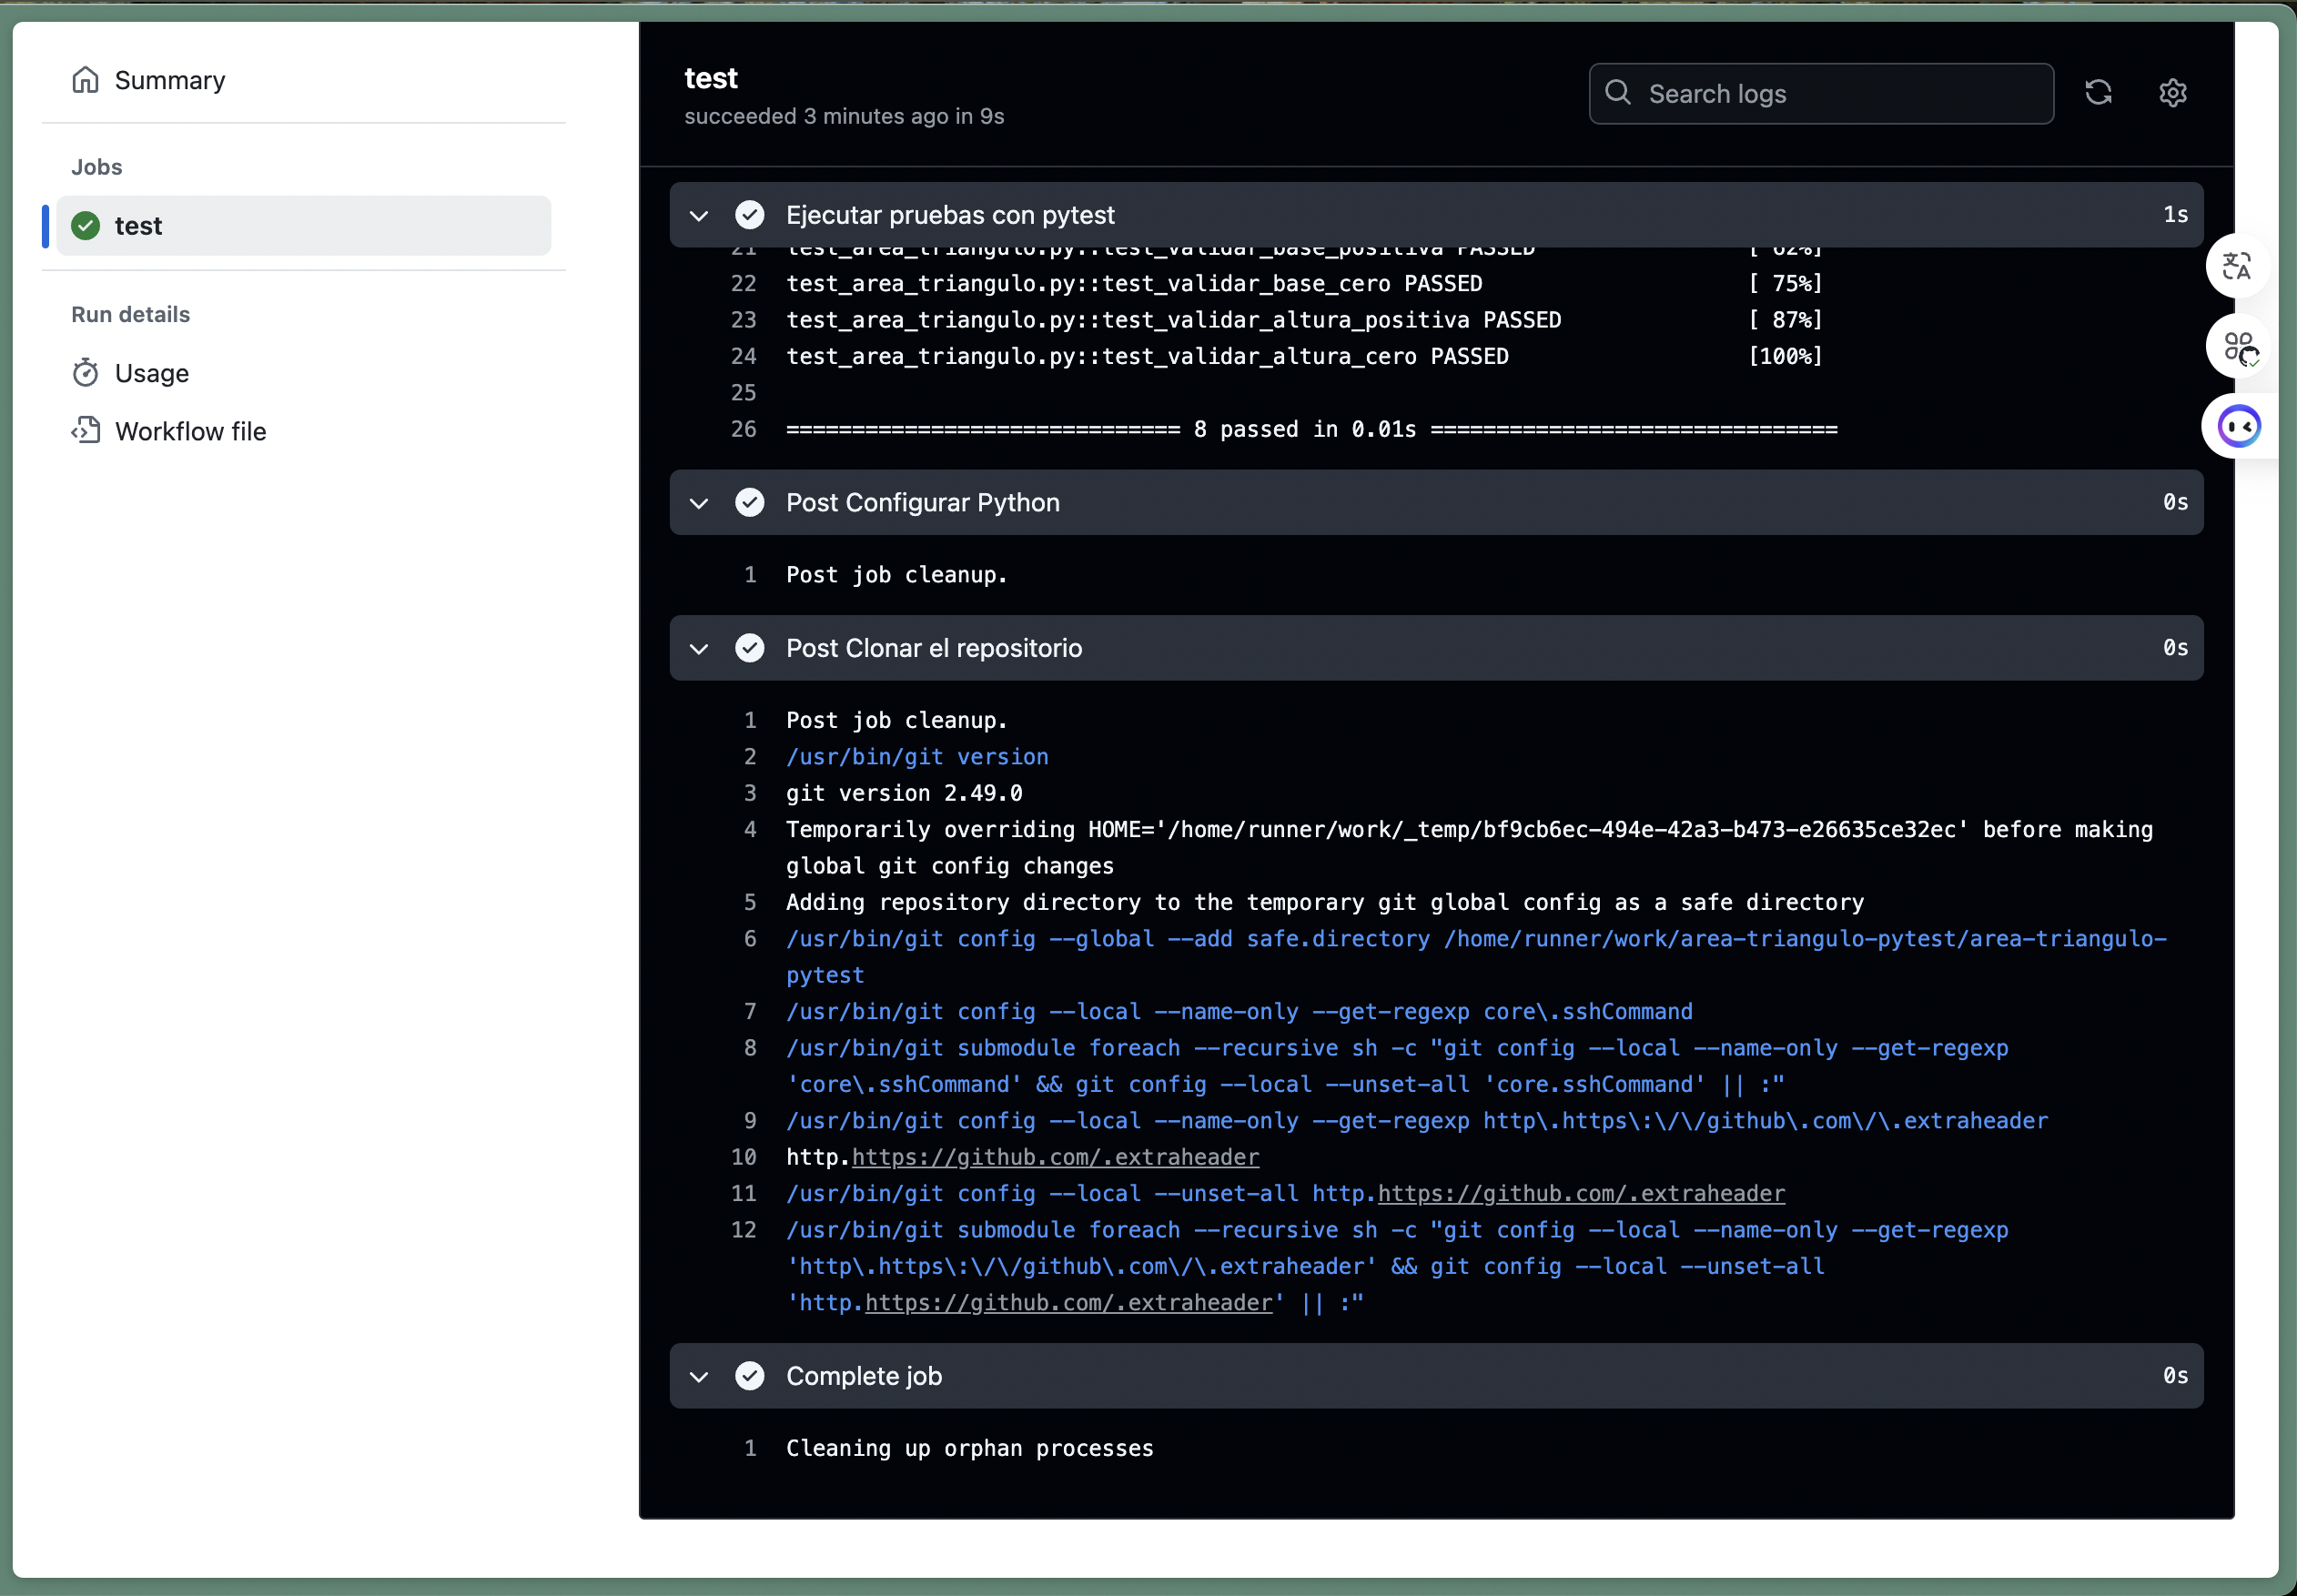 Summary
Jobs
test
Run details
Usage
Workflow file
test
succeeded 3 minutes ago in 9s
Search logs
Ejecutar pruebas con pytest 1s
21 test_area_triangulo.py::test_validar_base_positiva PASSED [ 62%]
22 test_area_triangulo.py::test_validar_base_cero PASSED [ 75%]
23 test_area_triangulo.py::test_validar_altura_positiva PASSED [ 87%]
24 test_area_triangulo.py::test_validar_altura_cero PASSED [100%]
25
26 ============================== 8 passed in 0.01s ===============================
Post Configurar Python 0s
1 Post job cleanup.
Post Clonar el repositorio 0s
1 Post job cleanup.
2 /usr/bin/git version
3 git version 2.49.0
4 Temporarily overriding HOME='/home/runner/work/_temp/bf9cb6ec-494e-42a3-b473-e26635ce32ec' before making
global git config changes
5 Adding repository directory to the temporary git global config as a safe directory
6 /usr/bin/git config --global --add safe.directory /home/runner/work/area-triangulo-pytest/area-triangulo-
pytest
7 /usr/bin/git config --local --name-only --get-regexp core\.sshCommand
8 /usr/bin/git submodule foreach --recursive sh -c "git config --local --name-only --get-regexp
'core\.sshCommand' && git config --local --unset-all 'core.sshCommand' || :"
9 /usr/bin/git config --local --name-only --get-regexp http\.https\:\/\/github\.com\/\.extraheader
10 http.https://github.com/.extraheader
11 /usr/bin/git config --local --unset-all http.https://github.com/.extraheader
12 /usr/bin/git submodule foreach --recursive sh -c "git config --local --name-only --get-regexp
'http\.https\:\/\/github\.com\/\.extraheader' && git config --local --unset-all
'http.https://github.com/.extraheader' || :"
Complete job 0s
1 Cleaning up orphan processes